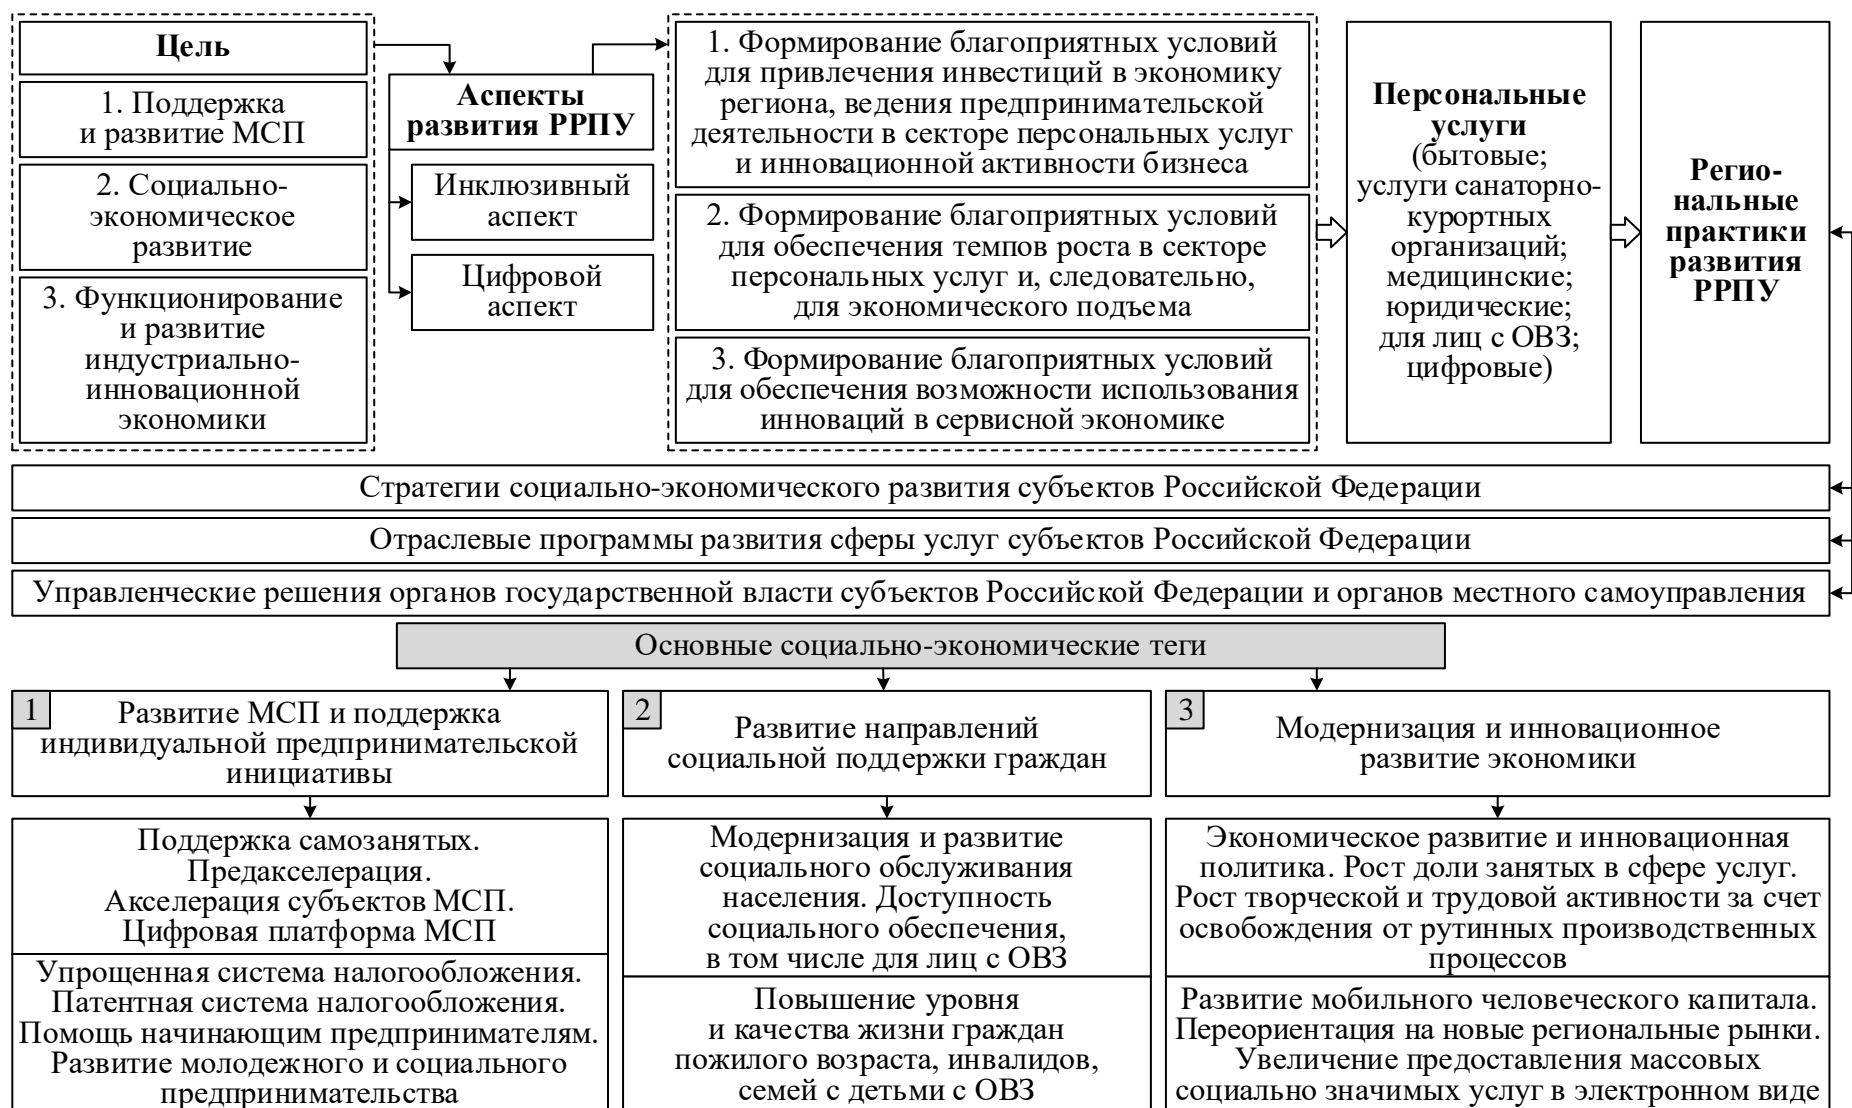 Цель
1. Поддержка
и развитие МСП
2. Социально-
экономическое
развитие
3. Функционирование
и развитие
индустриально-
инновационной
экономики
Аспекты
развития РРПУ
Инклюзивный
аспект
Цифровой
аспект
1. Формирование благоприятных условий
для привлечения инвестиций в экономику
региона, ведения предпринимательской
деятельности в секторе персональных услуг
и инновационной активности бизнеса
2. Формирование благоприятных условий
для обеспечения темпов роста в секторе
персональных услуг и, следовательно,
для экономического подъема
3. Формирование благоприятных условий
для обеспечения возможности использования
инноваций в сервисной экономике
Персональные
услуги
(бытовые;
услуги санаторно-
курортных
организаций;
медицинские;
юридические;
для лиц с ОВЗ;
цифровые)
Регио-
нальные
практики
развития
РРПУ
Стратегии социально-экономического развития субъектов Российской Федерации
Отраслевые программы развития сферы услуг субъектов Российской Федерации
Управленческие решения органов государственной власти субъектов Российской Федерации и органов местного самоуправления
Основные социально-экономические теги
1
Развитие МСП и поддержка
индивидуальной предпринимательской
инициативы
Поддержка самозанятых.
Предакселерация.
Акселерация субъектов МСП.
Цифровая платформа МСП
Упрощенная система налогообложения.
Патентная система налогообложения.
Помощь начинающим предпринимателям.
Развитие молодежного и социального
предпринимательства
2
Развитие направлений
социальной поддержки граждан
Модернизация и развитие
социального обслуживания
населения. Доступность
социального обеспечения,
в том числе для лиц с ОВЗ
Повышение уровня
и качества жизни граждан
пожилого возраста, инвалидов,
семей с детьми с ОВЗ
3
Модернизация и инновационное
развитие экономики
Экономическое развитие и инновационная
политика. Рост доли занятых в сфере услуг.
Рост творческой и трудовой активности за счет
освобождения от рутинных производственных
процессов
Развитие мобильного человеческого капитала.
Переориентация на новые региональные рынки.
Увеличение предоставления массовых
социально значимых услуг в электронном виде